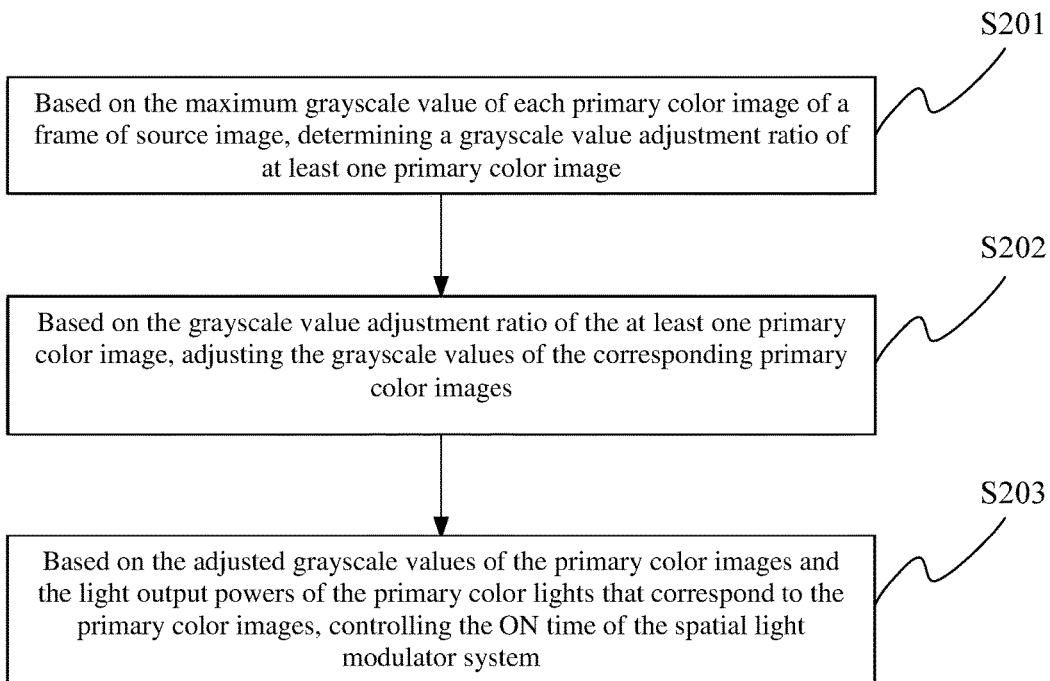 S201
Based on the maximum grayscale value of each primary color image of a
frame of source image, determining a grayscale value adjustment ratio of
at least one primary color image
S202
Based on the grayscale value adjustment ratio of the at least one primary
color image, adjusting the grayscale values of the corresponding primary
color images
S203
Based on the adjusted grayscale values of the primary color images and
the light output powers of the primary color lights that correspond to the
primary color images, controlling the ON time of the spatial light
modulator system